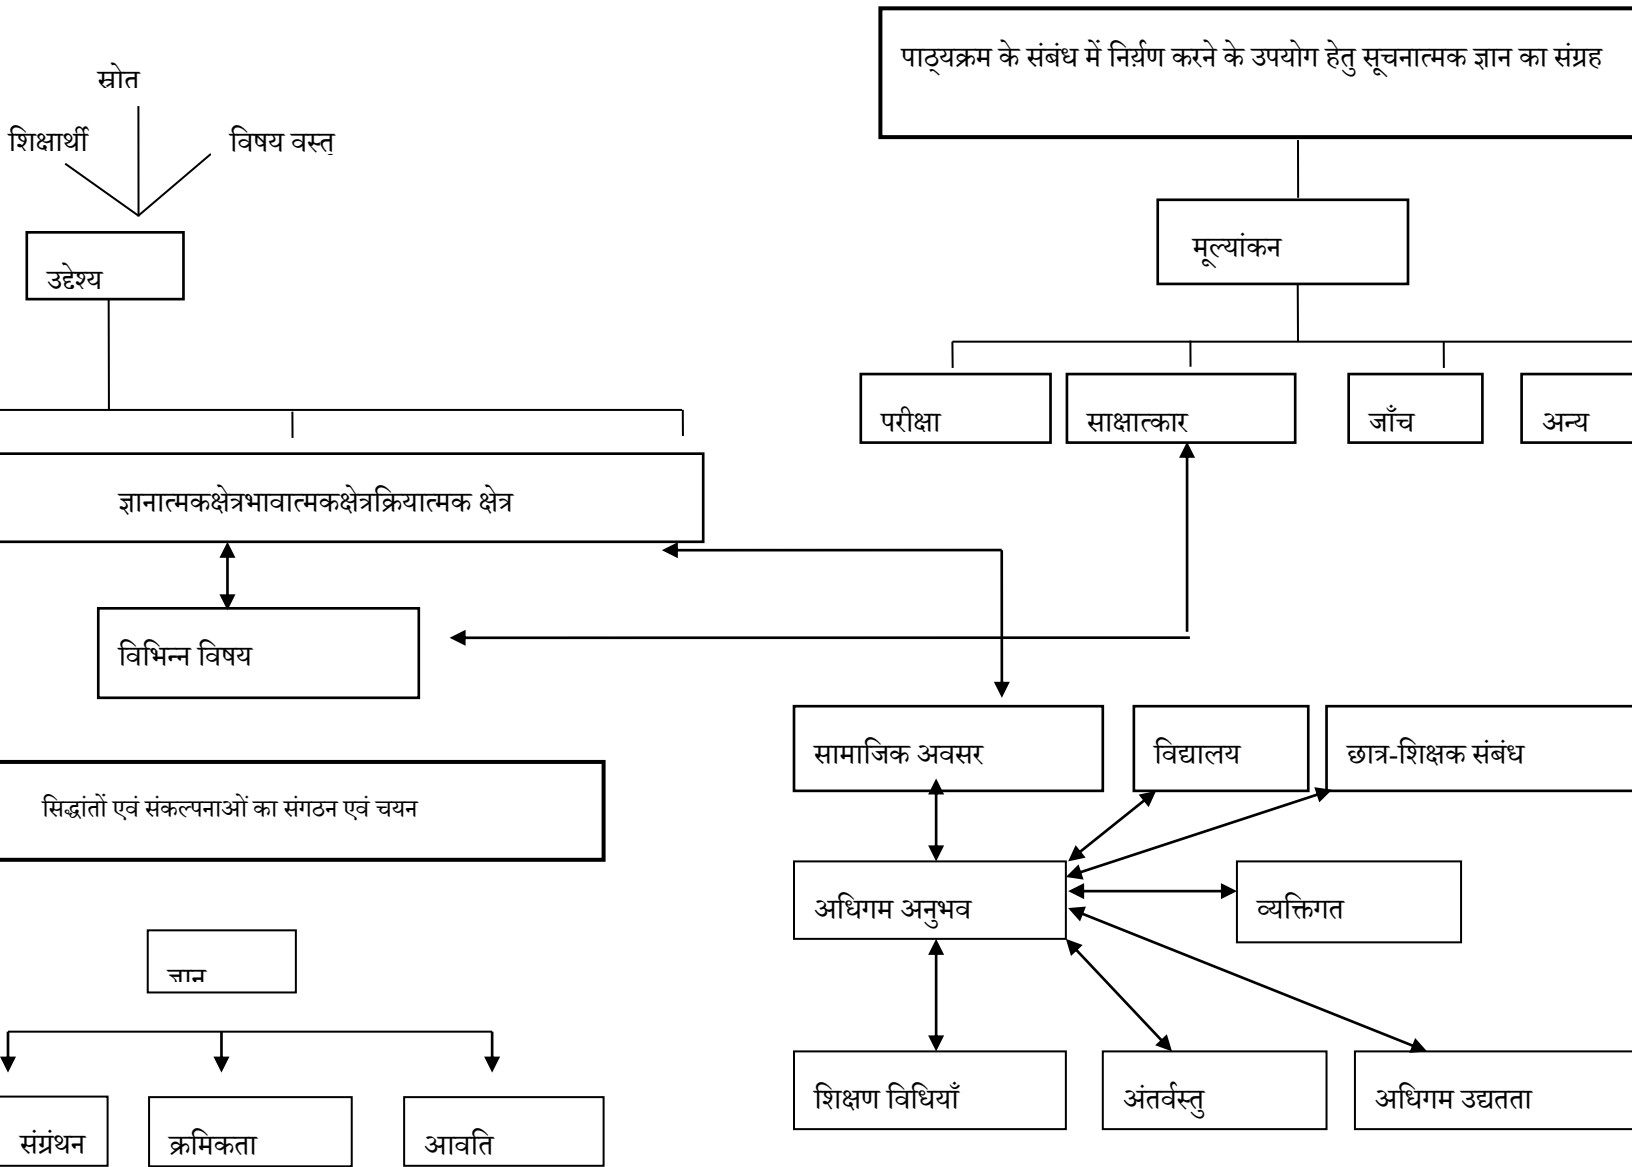 पाठ्यक्रम के संबंध में निर्य़ण करने के उपयोग हेतु सूचनात्मक ज्ञान का संग्रह
स्रोत
शिक्षार्थी विषय वस्तु
उद्देश्य
मूल्यांकन
परीक्षा साक्षात्कार जाँच अन्य
ज्ञानात्मकक्षेत्रभावात्मकक्षेत्रक्रियात्मक क्षेत्र
विभिन्न विषय
सामाजिक अवसर विद्यालय छात्र-शिक्षक संबंध
सिद्धांतों एवं संकल्पनाओं का संगठन एवं चयन
अधिगम अनुभव व्यक्तिगत
ज्ञान
शिक्षण विधियाँ अंतर्वस्तु अधिगम उद्यतता
संग्रंथन क्रमिकता आवति